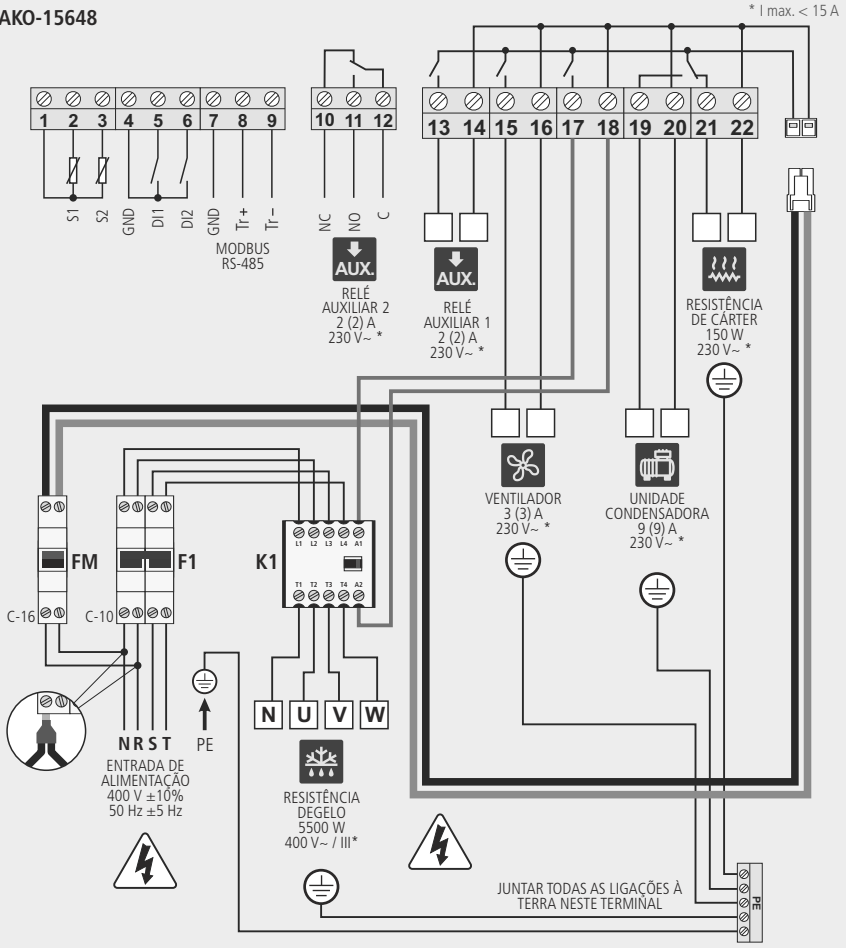 AKO-15648
* I max. < 15 A
1 2 3 4 5 6 7 8 9
10 11 12
13 14 15 16 17 18 19 20 21 22
S1
S2
GND
DI1
DI2
GND
Tr+
Tr−
MODBUS
RS-485
NC
NO
C
AUX.
RELÉ
AUXILIAR 2
2 (2) A
230 V~ *
AUX.
RELÉ
AUXILIAR 1
2 (2) A
230 V~ *
RESISTÊNCIA
DE CÁRTER
150 W
230 V~ *
VENTILADOR
3 (3) A
230 V~ *
UNIDADE
CONDENSADORA
9 (9) A
230 V~ *
FM
C-16
F1
C-10
K1
L1 L2 L3 L4 A1
T1 T2 T3 T4 A2
N U V W
N R S T
PE
ENTRADA DE
ALIMENTAÇÃO
400 V ±10%
50 Hz ±5 Hz
RESISTÊNCIA
DEGELO
5500 W
400 V~ / III*
JUNTAR TODAS AS LIGAÇÕES À
TERRA NESTE TERMINAL
PE